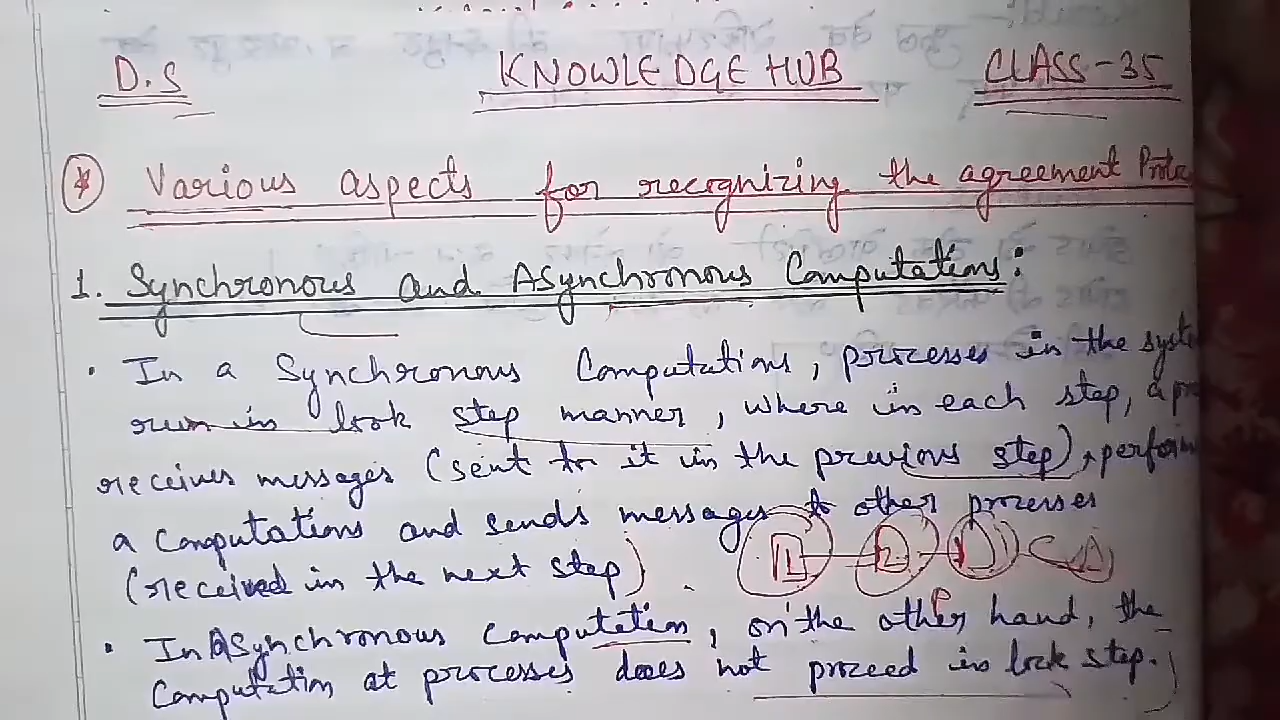 D.S KNOWLEDGE HUB CLASS-35
* Various aspects for recognizing the agreement Proto
1. Synchronous and Asynchronous Computations:
• In a Synchronous Computations, processes in the syste
run in lock step manner, where in each step, a pr
receives messages (sent to it in the previous step), perform
a computations and sends messages to other processes
(received in the next step).
1 2
• In Asynchronous computation, on the other hand, the
Computation at processes does not proceed in lock step.